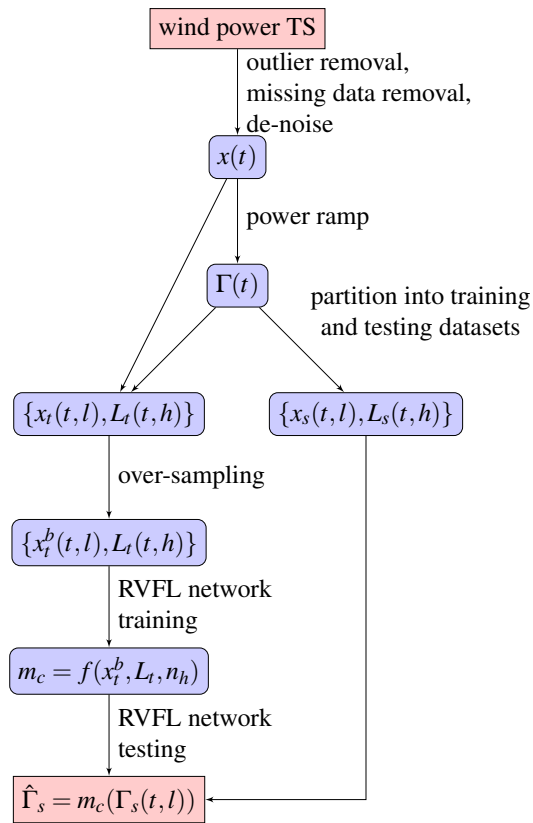 wind power TS
outlier removal,
missing data removal,
de-noise
x(t)
power ramp
Γ(t)
partition into training
and testing datasets
{x_t(t,l), L_t(t,h)}
{x_s(t,l), L_s(t,h)}
over-sampling
{x_t^b(t,l), L_t(t,h)}
RVFL network
training
m_c = f(x_t^b, L_t, n_h)
RVFL network
testing
Γ̂_s = m_c(Γ_s(t,l))